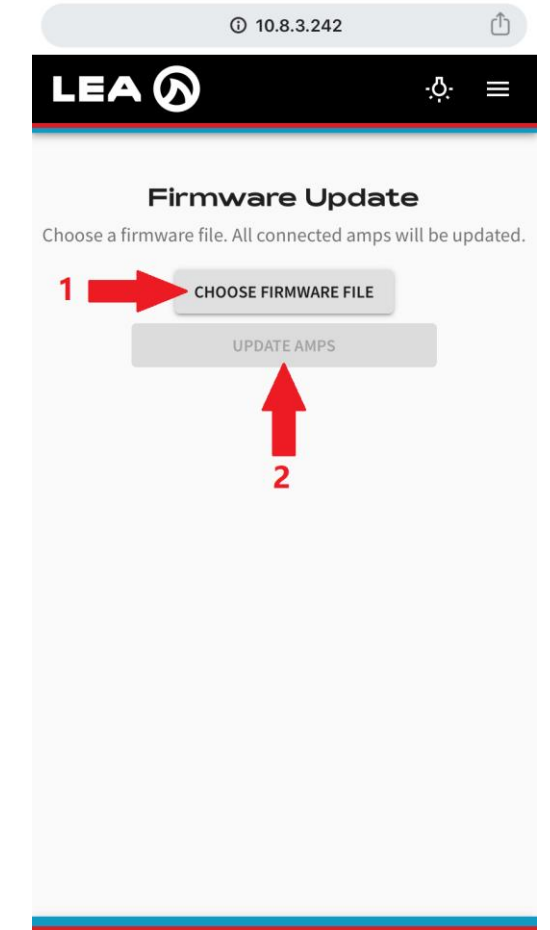 10.8.3.242
LEA
Firmware Update
Choose a firmware file. All connected amps will be updated.
1
CHOOSE FIRMWARE FILE
UPDATE AMPS
2